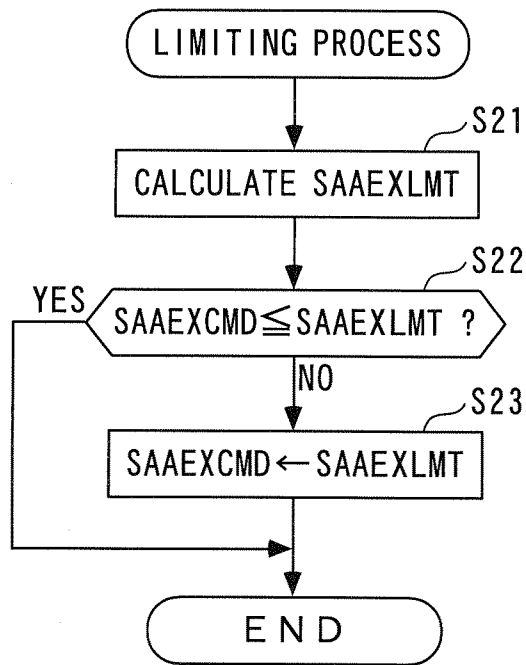 LIMITING PROCESS
S21
CALCULATE SAAEXLMT
S22
YES
SAAEXCMD≦SAAEXLMT ?
NO
S23
SAAEXCMD←SAAEXLMT
END